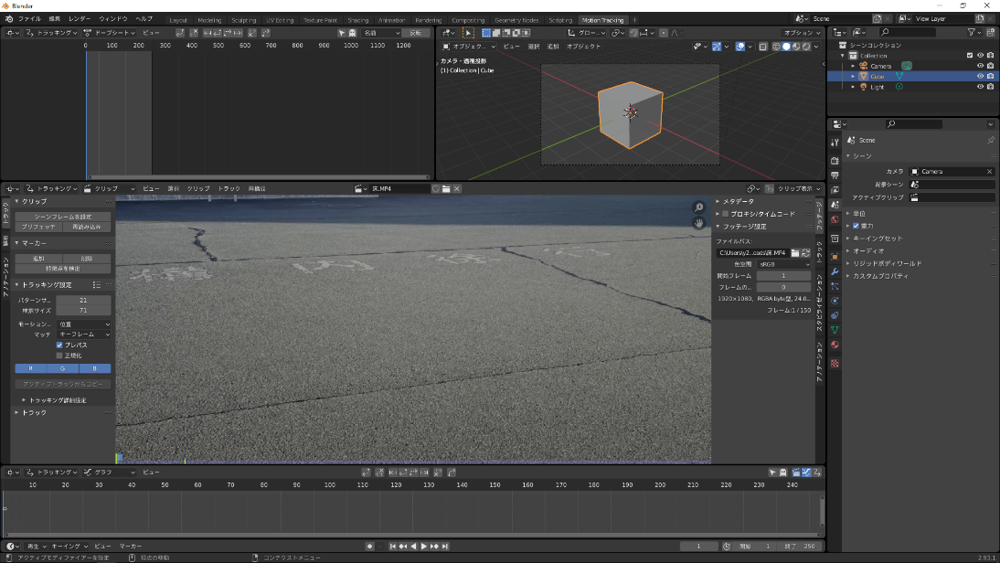 Blender
ファイル 編集 レンダー ウィンドウ ヘルプ Layout Modeling Sculpting UV Editing Texture Paint Shading Animation Rendering Compositing Geometry Nodes Scripting Motion Tracking Scene View Layer
トラッキング ドープシート ビュー 名前 反転
0 100 200 300 400 500 600 700 800 900 1000 1100 1200
グロー... オプション
オブジェク... ビュー 選択 追加 オブジェクト
カメラ・透視投影
(1) Collection | Cube
シーンコレクション
Collection
Camera
Cube
Light
Scene
シーン
カメラ Camera
背景シーン
アクティブクリップ
単位
重力
キーイングセット
オーディオ
リジッドボディワールド
カスタムプロパティ
トラッキング クリップ ビュー 選択 クリップ トラック 再構成 床.MP4 クリップ表示
トラック
解析
アノテーション
クリップ
シーンフレームを設定
プリフェッチ 再読み込み
マーカー
追加 削除
特徴点を検出
トラッキング設定
パターンサ... 21
検索サイズ 71
モーション... 位置
マッチ キーフレーム
プレパス
正規化
R G B
アクティブトラックからコピー
トラッキング詳細設定
トラック
メタデータ
プロキシ/タイムコード
フッテージ設定
ファイルパス:
C:\Users\y2...oads\床.MP4
色空間 sRGB
開始フレーム 1
フレームの... 0
1920×1080, RGBA byte型, 24.0...
フレーム:1 / 150
フッテージ
トラック
スタビライゼーション
アノテーション
トラッキング グラフ ビュー
10 20 30 40 50 60 70 80 90 100 110 120 130 140 150 160 170 180 190 200 210 220 230 240
再生 キーイング ビュー マーカー 1 開始 1 終了 250
アクティブモディファイアーを設定 視点の移動 コンテクストメニュー 2.93.1